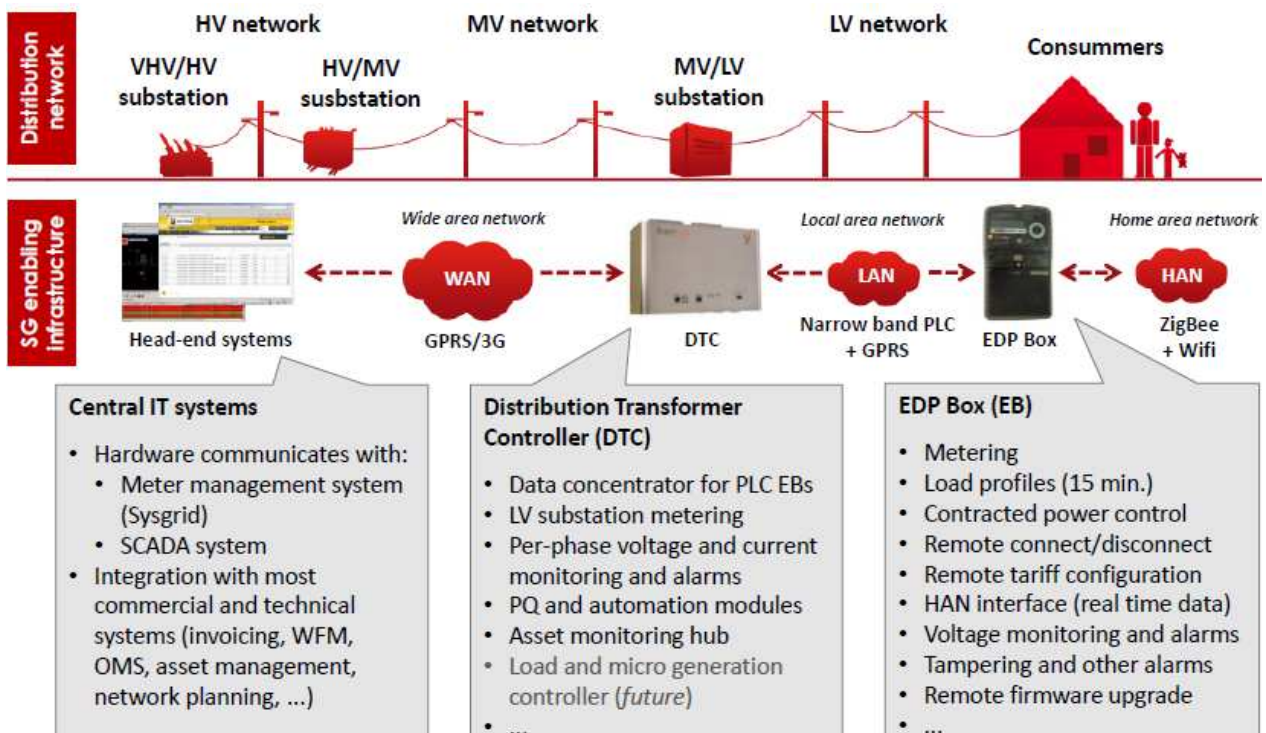 Distribution
network
HV network
MV network
LV network
VHV/HV
substation
HV/MV
susbstation
MV/LV
substation
Consummers
SG enabling
infrastructure
Wide area network
Local area network
Home area network
WAN
LAN
HAN
Head-end systems
GPRS/3G
DTC
Narrow band PLC
+ GPRS
EDP Box
ZigBee
+ Wifi
Central IT systems
• Hardware communicates with:
• Meter management system
(Sysgrid)
• SCADA system
• Integration with most
commercial and technical
systems (invoicing, WFM,
OMS, asset management,
network planning, ...)
Distribution Transformer
Controller (DTC)
• Data concentrator for PLC EBs
• LV substation metering
• Per-phase voltage and current
monitoring and alarms
• PQ and automation modules
• Asset monitoring hub
• Load and micro generation
controller (future)
• ...
EDP Box (EB)
• Metering
• Load profiles (15 min.)
• Contracted power control
• Remote connect/disconnect
• Remote tariff configuration
• HAN interface (real time data)
• Voltage monitoring and alarms
• Tampering and other alarms
• Remote firmware upgrade
• ...